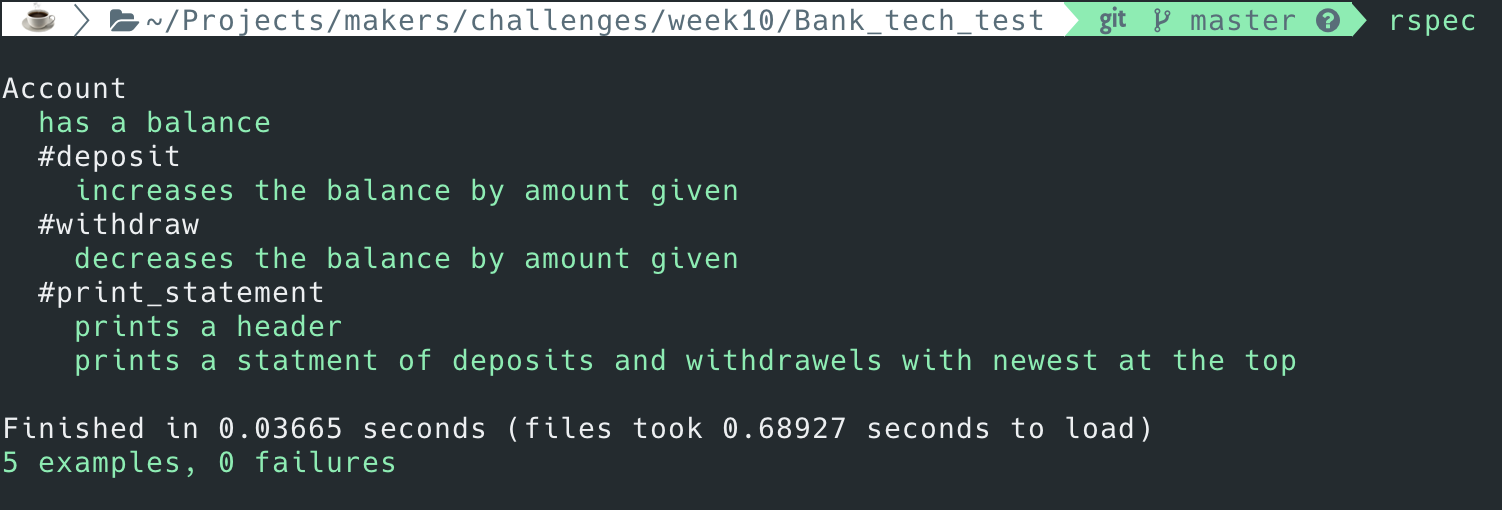 ~/Projects/makers/challenges/week10/Bank_tech_test git master ? rspec
Account
has a balance
#deposit
increases the balance by amount given
#withdraw
decreases the balance by amount given
#print_statement
prints a header
prints a statment of deposits and withdrawels with newest at the top
Finished in 0.03665 seconds (files took 0.68927 seconds to load)
5 examples, 0 failures